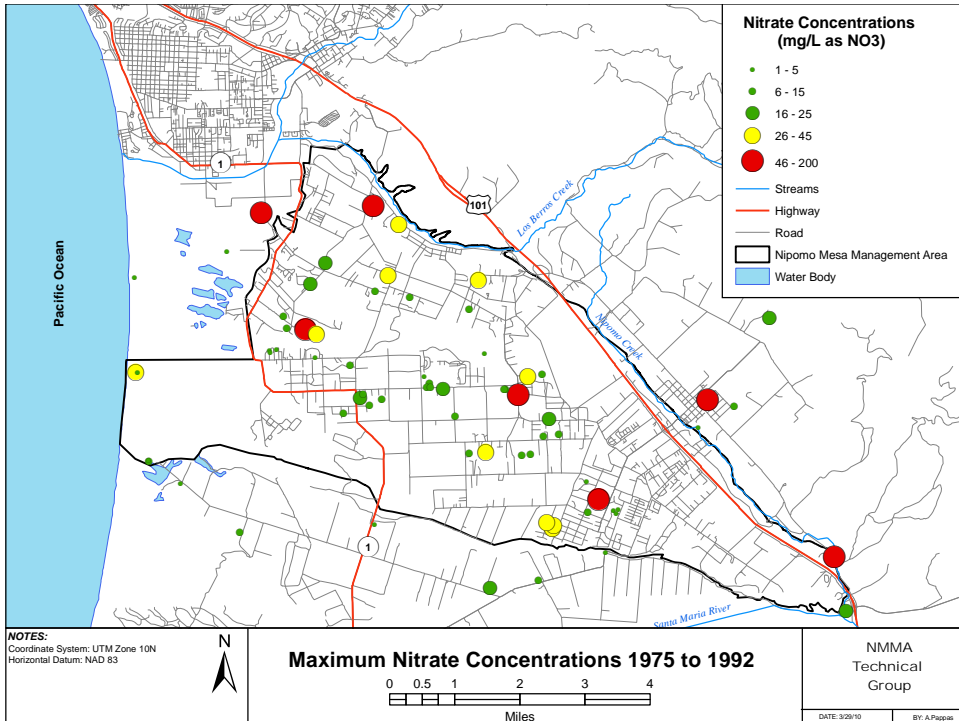 Nitrate Concentrations
(mg/L as NO3)
1 - 5
6 - 15
16 - 25
26 - 45
46 - 200
Streams
Highway
Road
Nipomo Mesa Management Area
Water Body
1
101
Los Berros Creek
Pacific Ocean
Nipomo Creek
1
Santa Maria River
NOTES:
Coordinate System: UTM Zone 10N
Horizontal Datum: NAD 83
N
Maximum Nitrate Concentrations 1975 to 1992
0 0.5 1 2 3 4
Miles
NMMA
Technical
Group
DATE: 3/29/10
BY: A.Pappas